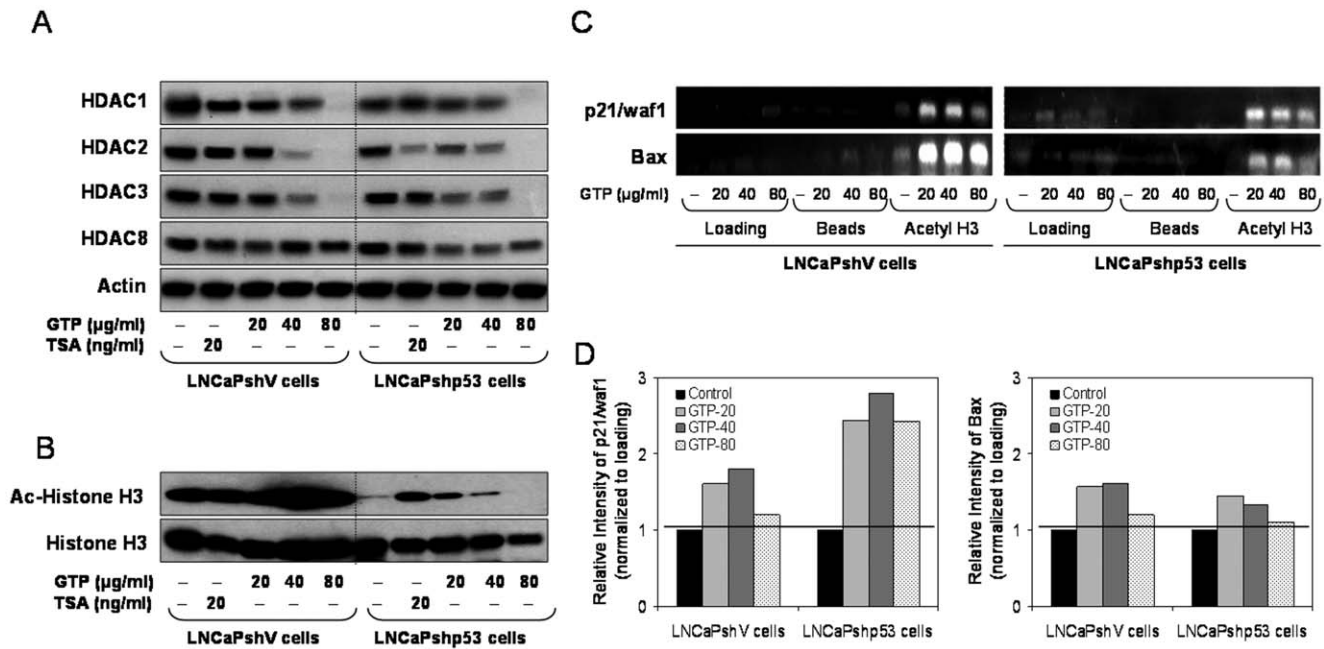 A
HDAC1
HDAC2
HDAC3
HDAC8
Actin
GTP (µg/ml) – – 20 40 80 – – 20 40 80
TSA (ng/ml) – 20 – – – – 20 – – –
LNCaPshV cells LNCaPshp53 cells
B
Ac-Histone H3
Histone H3
GTP (µg/ml) – – 20 40 80 – – 20 40 80
TSA (ng/ml) – 20 – – – – 20 – – –
LNCaPshV cells LNCaPshp53 cells
C
p21/waf1
Bax
GTP (µg/ml) – 20 40 80 – 20 40 80 – 20 40 80 – 20 40 80 – 20 40 80 – 20 40 80
Loading Beads Acetyl H3 Loading Beads Acetyl H3
LNCaPshV cells LNCaPshp53 cells
D
Relative Intensity of p21/waf1
(normalized to loading)
3
2
1
0
Control
GTP-20
GTP-40
GTP-80
LNCaPshV cells LNCaPshp53 cells
Relative Intensity of Bax
(normalized to loading)
3
2
1
0
Control
GTP-20
GTP-40
GTP-80
LNCaPshV cells LNCaPshp53 cells